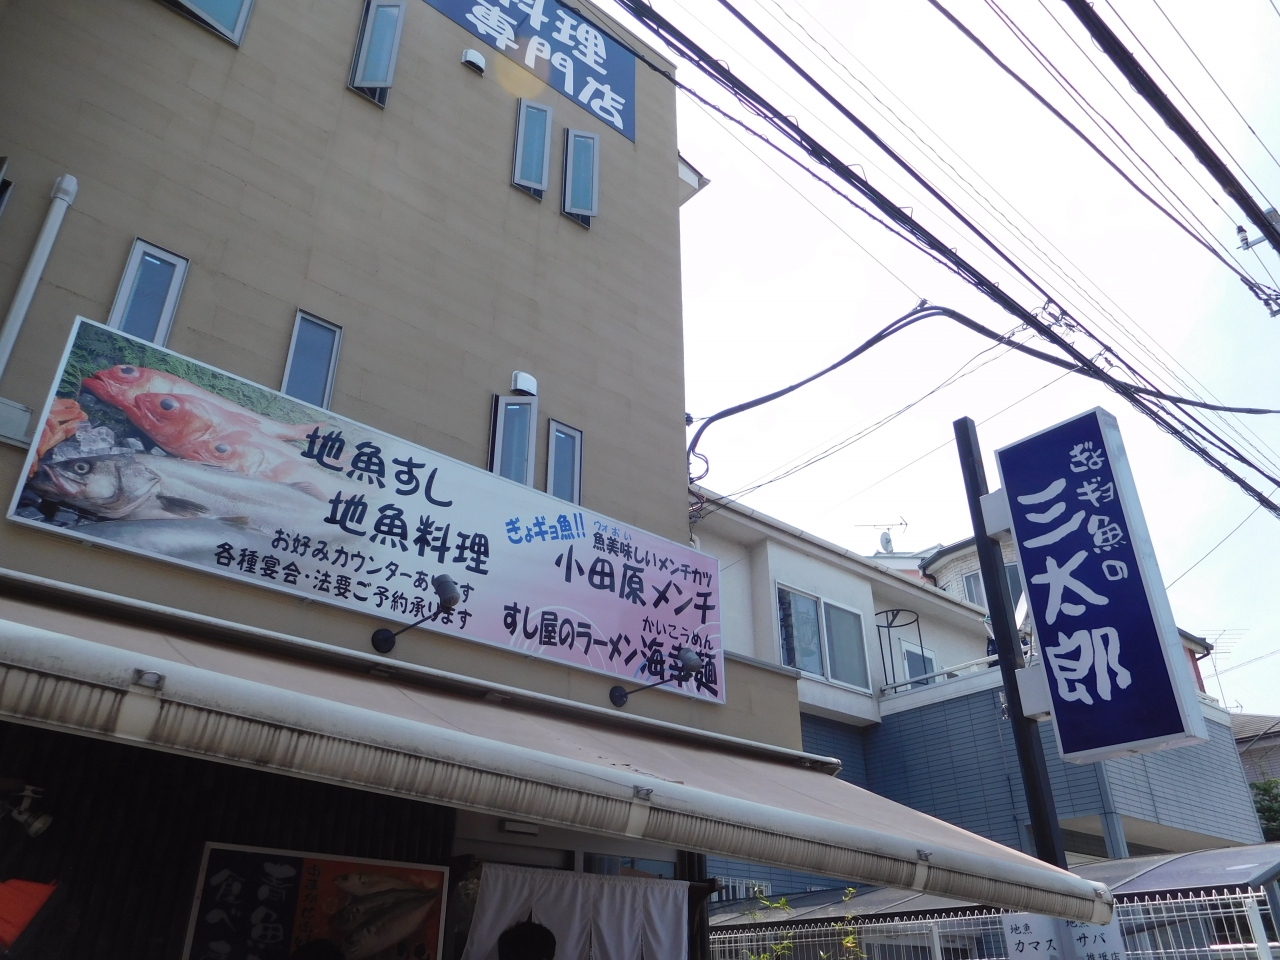 料理
専門店
地魚すし
地魚料理
お好みカウンターあります
各種宴会・法要ご予約承ります
ぎょギョ魚!!
ウオおい
魚美味しいメンチカツ
小田原メンチ
かいこうめん
すし屋のラーメン海幸麺
ぎょギョ魚の
三太郎
地魚
カマス
地魚
サバ